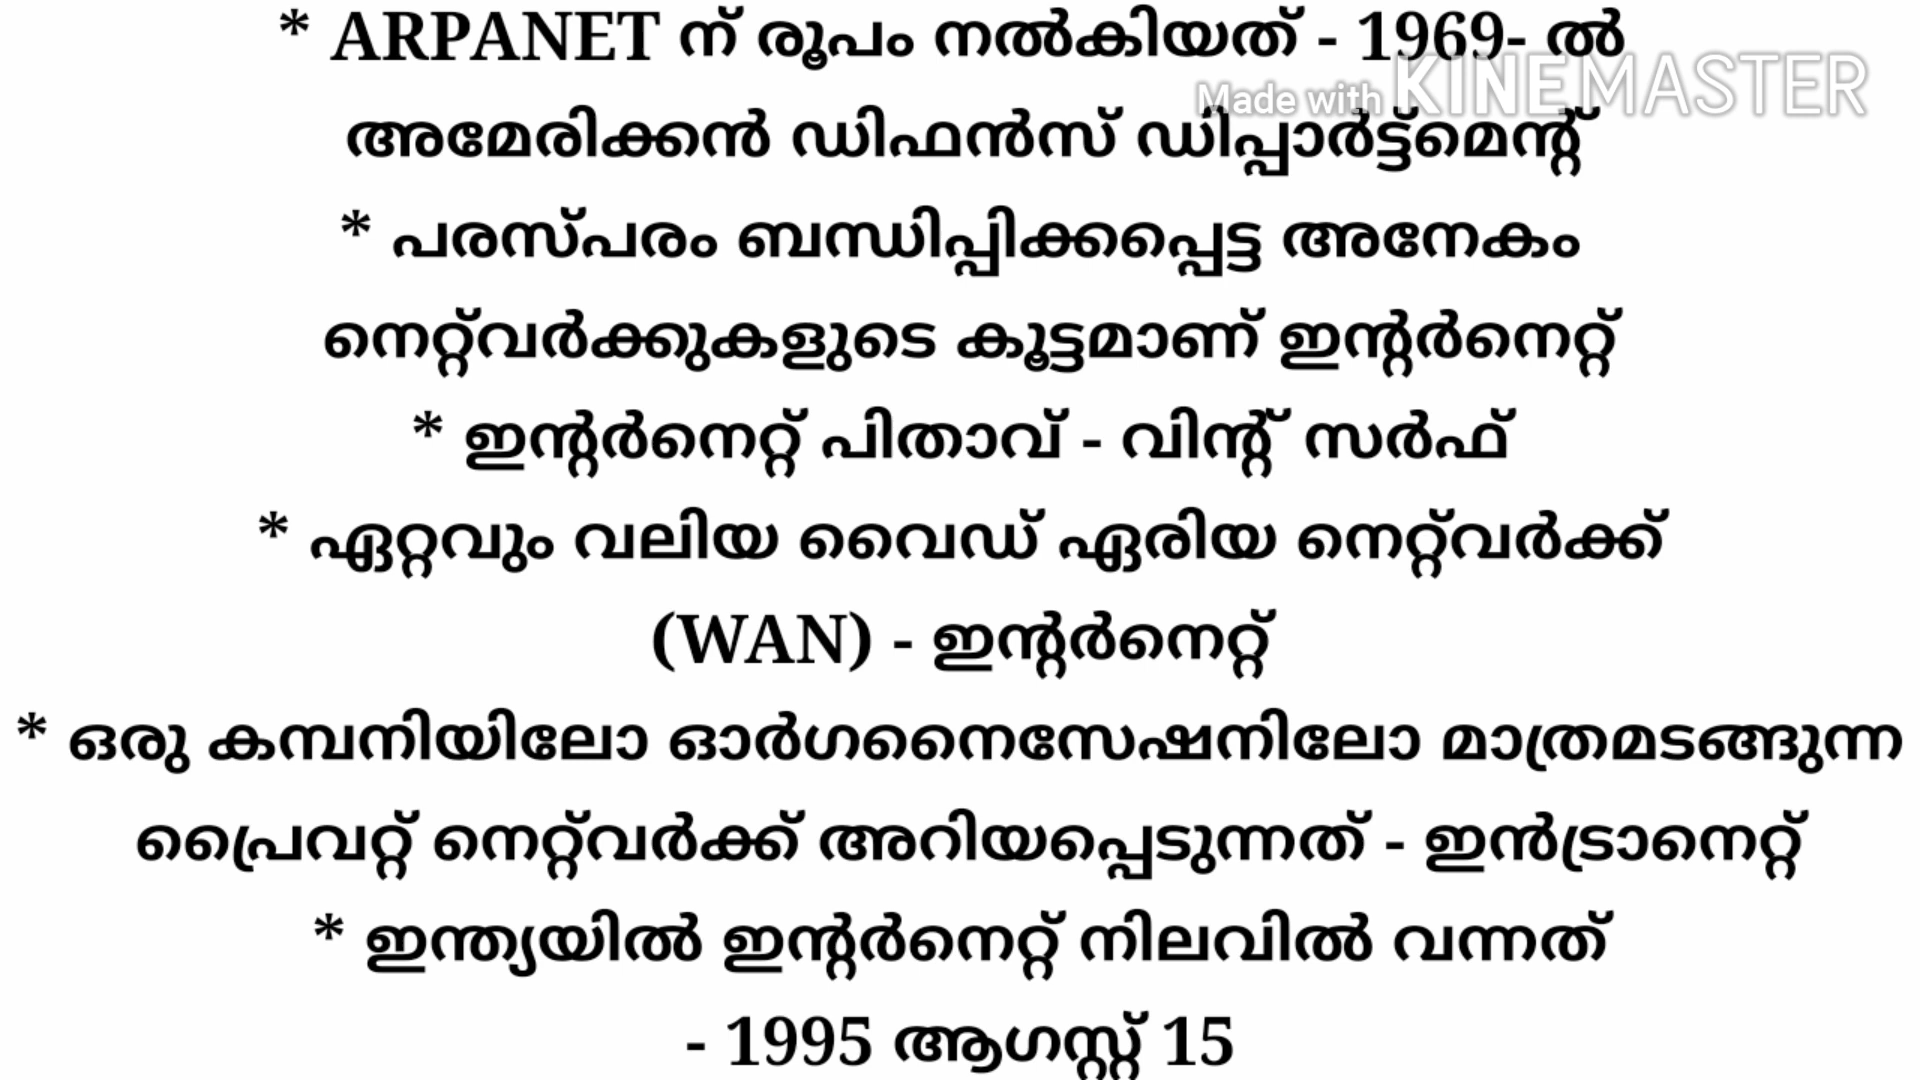 * ARPANET ന് രൂപം നൽകിയത് - 1969- ൽ
Made with KINEMASTER
അമേരിക്കൻ ഡിഫൻസ് ഡിപ്പാർട്ട്മെന്റ്
* പരസ്പരം ബന്ധിപ്പിക്കപ്പെട്ട അനേകം
നെറ്റ്‌വർക്കുകളുടെ കൂട്ടമാണ് ഇന്റർനെറ്റ്
* ഇന്റർനെറ്റ് പിതാവ് - വിന്റ് സർഫ്
* ഏറ്റവും വലിയ വൈഡ് ഏരിയ നെറ്റ്‌വർക്ക്
(WAN) - ഇന്റർനെറ്റ്
* ഒരു കമ്പനിയിലോ ഓർഗനൈസേഷനിലോ മാത്രമടങ്ങുന്ന
പ്രൈവറ്റ് നെറ്റ്‌വർക്ക് അറിയപ്പെടുന്നത് - ഇൻട്രാനെറ്റ്
* ഇന്ത്യയിൽ ഇന്റർനെറ്റ് നിലവിൽ വന്നത്
- 1995 ആഗസ്റ്റ് 15